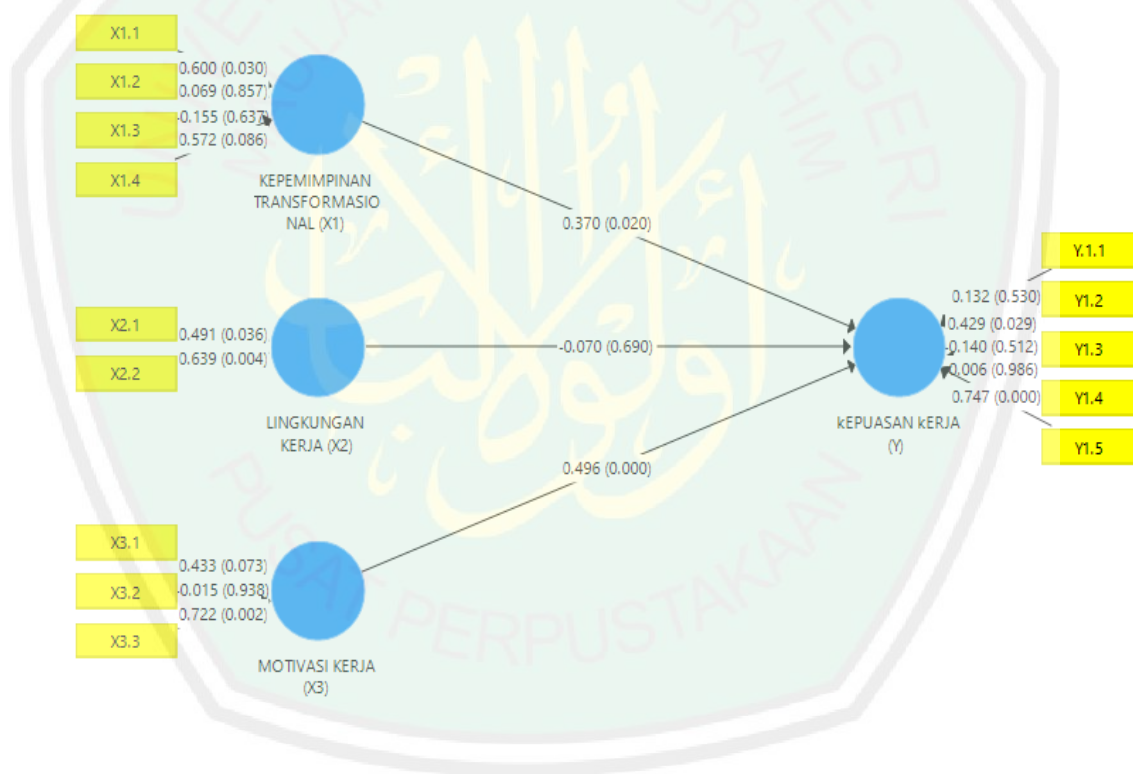 X1.1
X1.2
X1.3
X1.4
0.600 (0.030)
0.069 (0.857)
-0.155 (0.637)
0.572 (0.086)
KEPEMIMPINAN
TRANSFORMASIO
NAL (X1)
0.370 (0.020)
X2.1
X2.2
0.491 (0.036)
0.639 (0.004)
LINGKUNGAN
KERJA (X2)
-0.070 (0.690)
X3.1
X3.2
X3.3
0.433 (0.073)
-0.015 (0.938)
0.722 (0.002)
MOTIVASI KERJA
(X3)
0.496 (0.000)
kEPUASAN kERJA
(Y)
0.132 (0.530)
0.429 (0.029)
-0.140 (0.512)
0.006 (0.986)
0.747 (0.000)
Y.1.1
Y1.2
Y1.3
Y1.4
Y1.5
PUSAT PERPUSTAKAAN